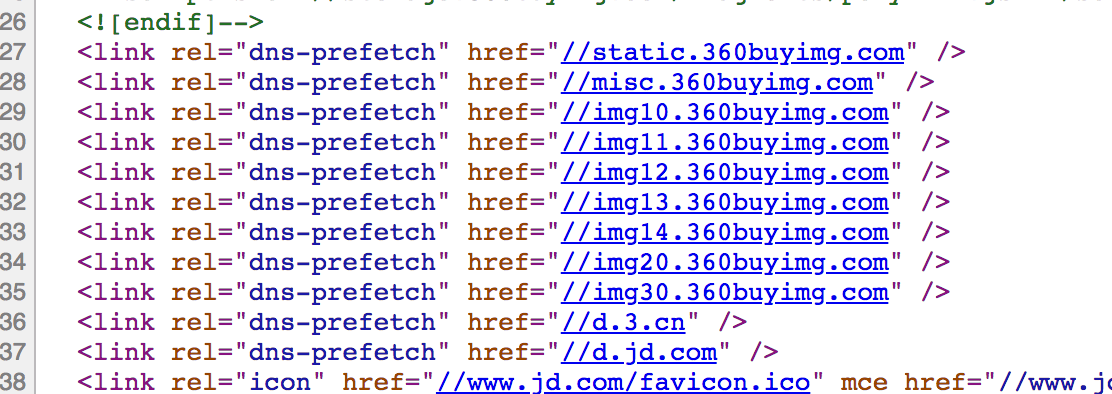 26 <![endif]-->
27 <link rel="dns-prefetch" href="//static.360buyimg.com" />
28 <link rel="dns-prefetch" href="//misc.360buyimg.com" />
29 <link rel="dns-prefetch" href="//img10.360buyimg.com" />
30 <link rel="dns-prefetch" href="//img11.360buyimg.com" />
31 <link rel="dns-prefetch" href="//img12.360buyimg.com" />
32 <link rel="dns-prefetch" href="//img13.360buyimg.com" />
33 <link rel="dns-prefetch" href="//img14.360buyimg.com" />
34 <link rel="dns-prefetch" href="//img20.360buyimg.com" />
35 <link rel="dns-prefetch" href="//img30.360buyimg.com" />
36 <link rel="dns-prefetch" href="//d.3.cn" />
37 <link rel="dns-prefetch" href="//d.jd.com" />
38 <link rel="icon" href="//www.jd.com/favicon.ico" mce href="//www.